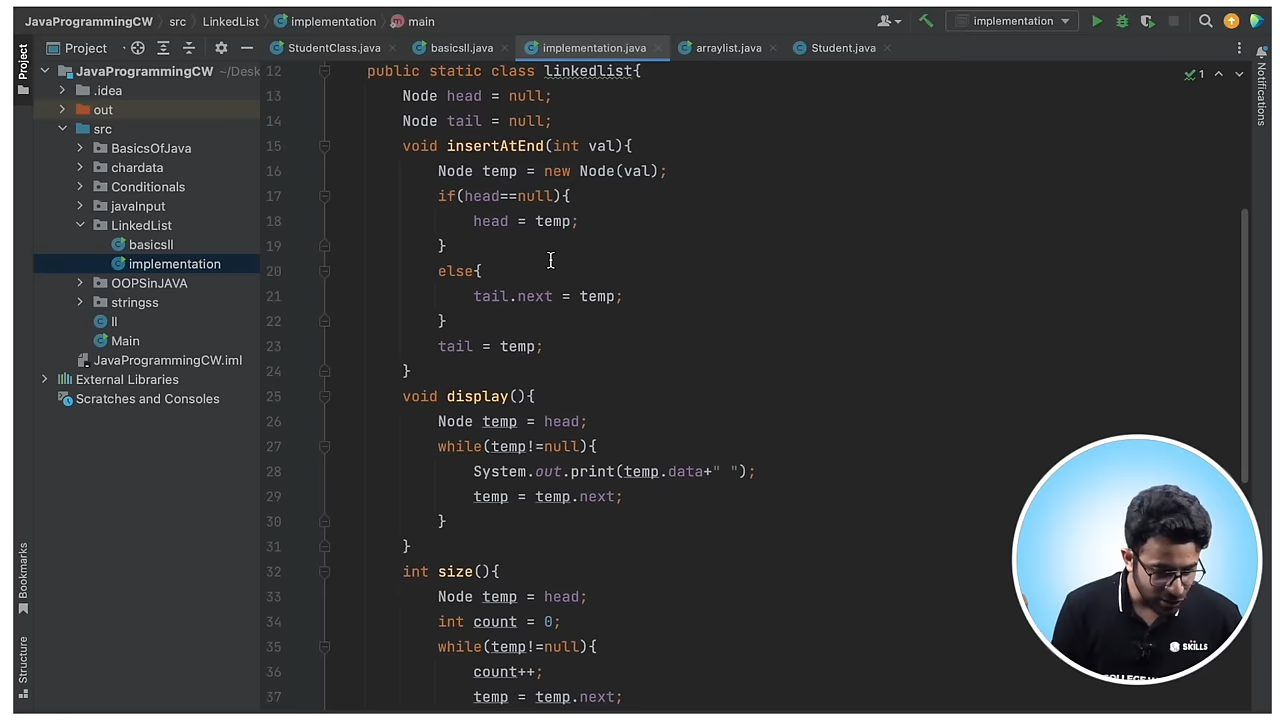 JavaProgrammingCW src LinkedList implementation main implementation
Project StudentClass.java basicsll.java implementation.java arraylist.java Student.java
Project
Bookmarks
Structure
Notifications
JavaProgrammingCW ~/Desk
.idea
out
src
BasicsOfJava
chardata
Conditionals
javaInput
LinkedList
basicsll
implementation
OOPSinJAVA
stringss
ll
Main
JavaProgrammingCW.iml
External Libraries
Scratches and Consoles
1
12 public static class linkedlist{
13 Node head = null;
14 Node tail = null;
15 void insertAtEnd(int val){
16 Node temp = new Node(val);
17 if(head==null){
18 head = temp;
19 }
20 else{
21 tail.next = temp;
22 }
23 tail = temp;
24 }
25 void display(){
26 Node temp = head;
27 while(temp!=null){
28 System.out.print(temp.data+" ");
29 temp = temp.next;
30 }
31 }
32 int size(){
33 Node temp = head;
34 int count = 0;
35 while(temp!=null){
36 count++;
37 temp = temp.next;
SKILLS